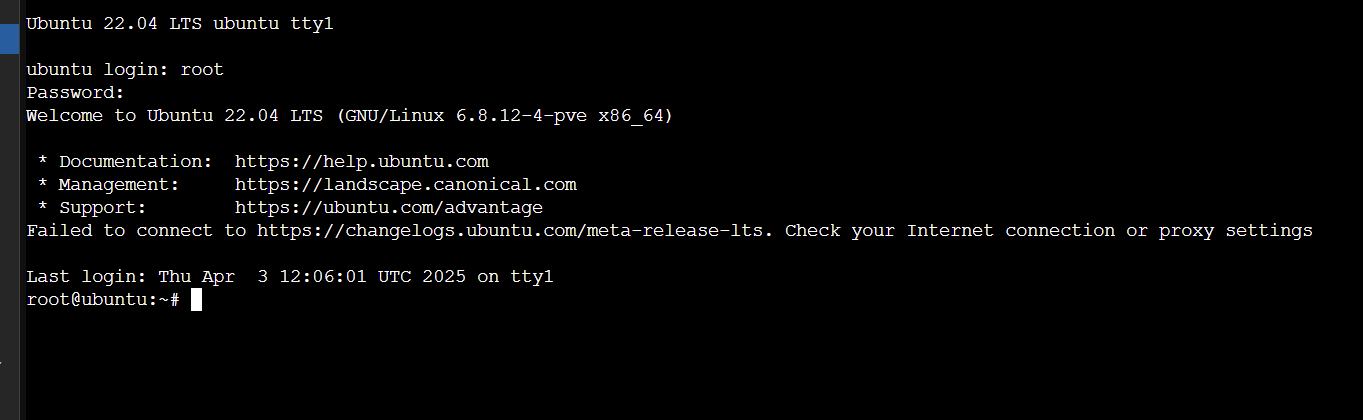 Ubuntu 22.04 LTS ubuntu tty1
ubuntu login: root
Password:
Welcome to Ubuntu 22.04 LTS (GNU/Linux 6.8.12-4-pve x86_64)
* Documentation:  https://help.ubuntu.com
* Management:     https://landscape.canonical.com
* Support:        https://ubuntu.com/advantage
Failed to connect to https://changelogs.ubuntu.com/meta-release-lts. Check your Internet connection or proxy settings
Last login: Thu Apr  3 12:06:01 UTC 2025 on tty1
root@ubuntu:~#